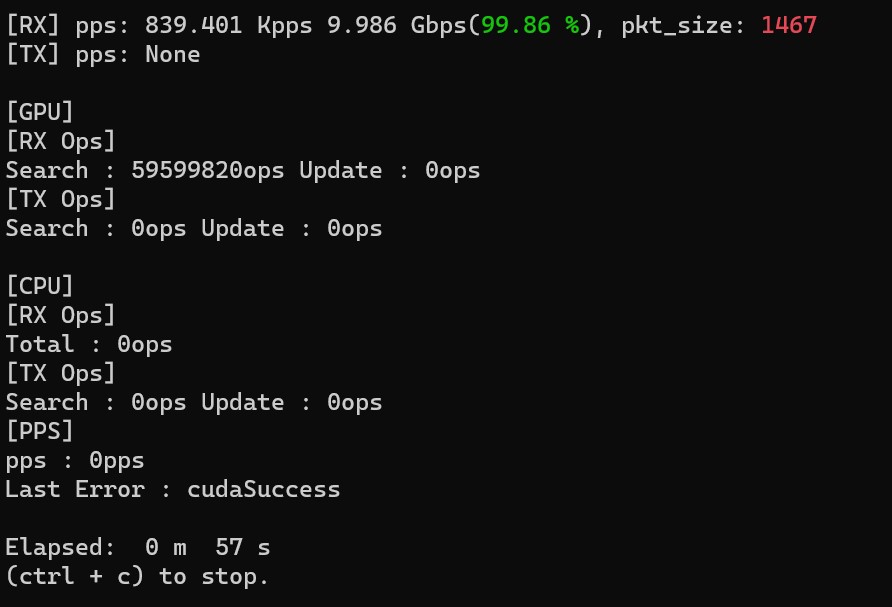 [RX] pps: 839.401 Kpps 9.986 Gbps(99.86 %), pkt_size: 1467
[TX] pps: None
[GPU]
[RX Ops]
Search : 59599820ops Update : 0ops
[TX Ops]
Search : 0ops Update : 0ops
[CPU]
[RX Ops]
Total : 0ops
[TX Ops]
Search : 0ops Update : 0ops
[PPS]
pps : 0pps
Last Error : cudaSuccess
Elapsed:  0 m  57 s
(ctrl + c) to stop.